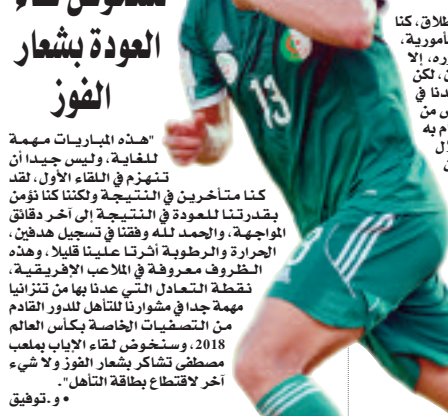 العودة بشعار
الفوز
"هذه المباريات مهمة
للغاية، وليس جيدا أن
تنهزم في اللقاء الأول، لقد
كنا متأخرين في النتيجة ولكننا كنا نؤمن
بقدرتنا للعودة في النتيجة إلى آخر دقائق
المواجهة، والحمد لله وفقنا في تسجيل هدفين،
الحرارة والرطوبة أثرتا علينا قليلا، وهذه
الظروف معروفة في الملاعب الإفريقية،
نقطة التعادل التي عدنا بها من تنزانيا
مهمة جدا في مشوارنا للتأهل للدور القادم
من التصفيات الخاصة بكأس العالم
2018، وسنخوض لقاء الإياب بملعب
مصطفى تشاكر بشعار الفوز ولا شيء
آخر لاقتطاع بطاقة التأهل".
• و.توفيق
13